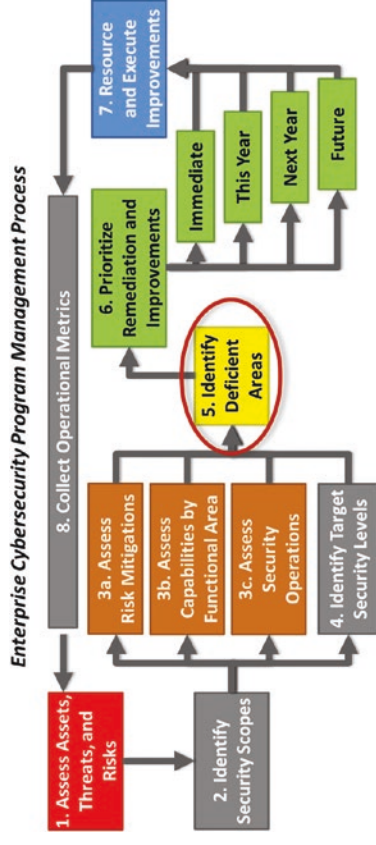 Enterprise Cybersecurity Program Management Process
8. Collect Operational Metrics
1. Assess Assets,
Threats, and
Risks
2. Identify
Security Scopes
3a. Assess
Risk Mitigations
3b. Assess
Capabilities by
Functional Area
3c. Assess
Security
Operations
4. Identify Target
Security Levels
5. Identify
Deficient
Areas
6. Prioritize
Remediation and
Improvements
Immediate
This Year
Next Year
Future
7. Resource
and Execute
Improvements